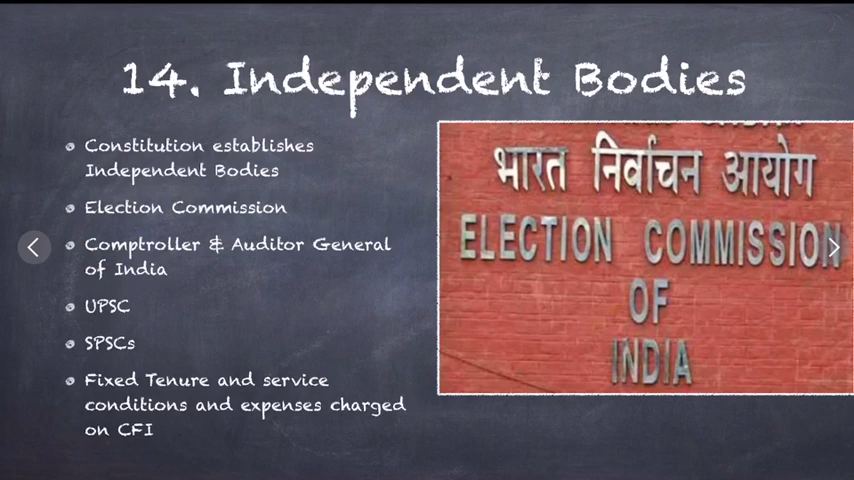 14. Independent Bodies
Constitution establishes
Independent Bodies
Election Commission
Comptroller & Auditor General
of India
UPSC
SPSCs
Fixed Tenure and service
conditions and expenses charged
on CFI
भारत निर्वाचन आयोग
ELECTION COMMISSION
OF
INDIA